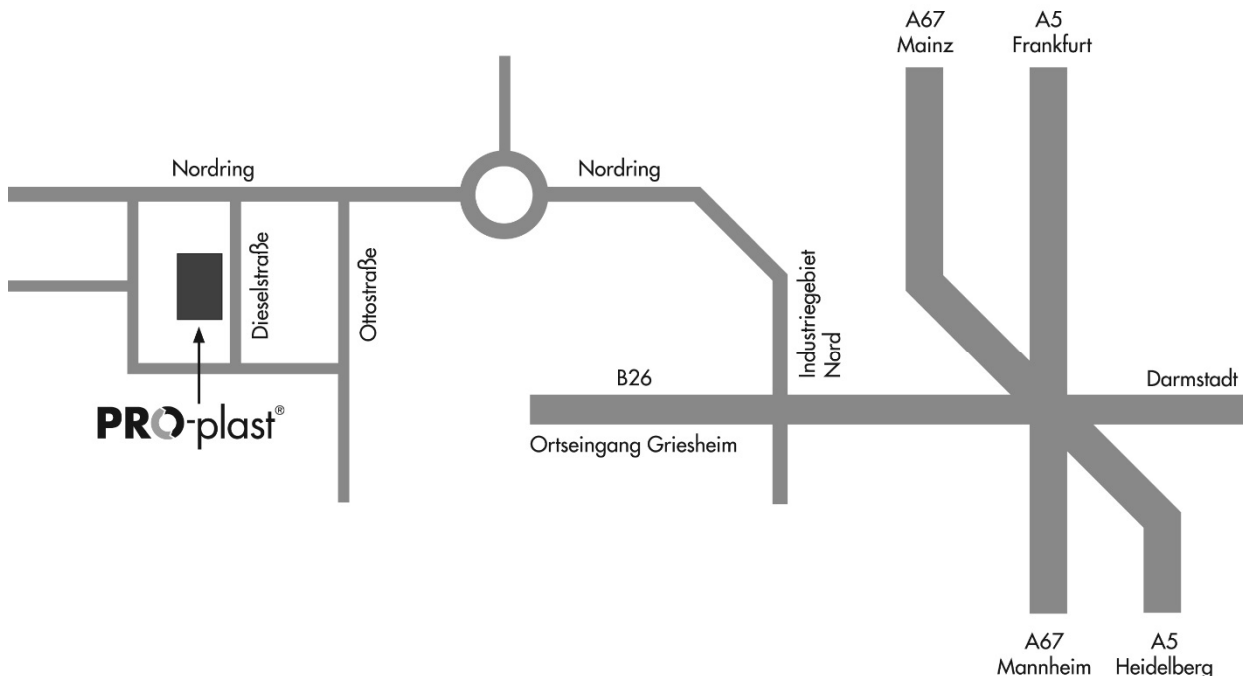 A67
Mainz
A5
Frankfurt
Nordring
Nordring
Dieselstraße
Ottostraße
Industriegebiet
Nord
B26
Darmstadt
PRO-plast®
Ortseingang Griesheim
A67
Mannheim
A5
Heidelberg